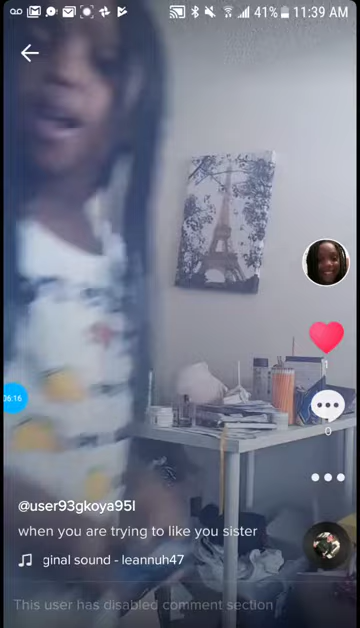 41% 11:39 AM
06:16
0
@user93gkoya95l
when you are trying to like you sister
ginal sound - leannuh47
This user has disabled comment section